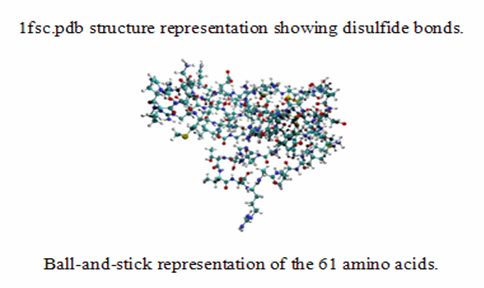 1fsc.pdb structure representation showing disulfide bonds.
Ball-and-stick representation of the 61 amino acids.